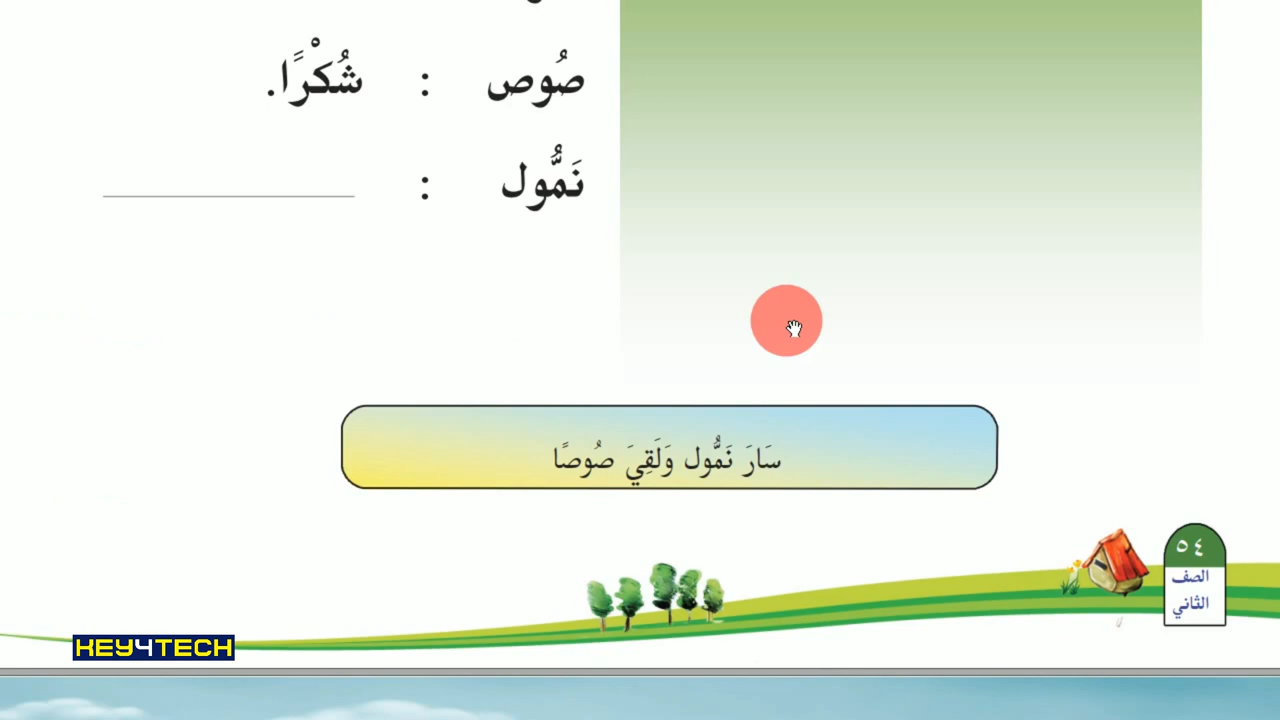 صُوص : شُكْرًا.
نَمُّول :
سَارَ نَمُّول وَلَقِيَ صُوصًا
٥٤
الصف
الثاني
KEY4TECH